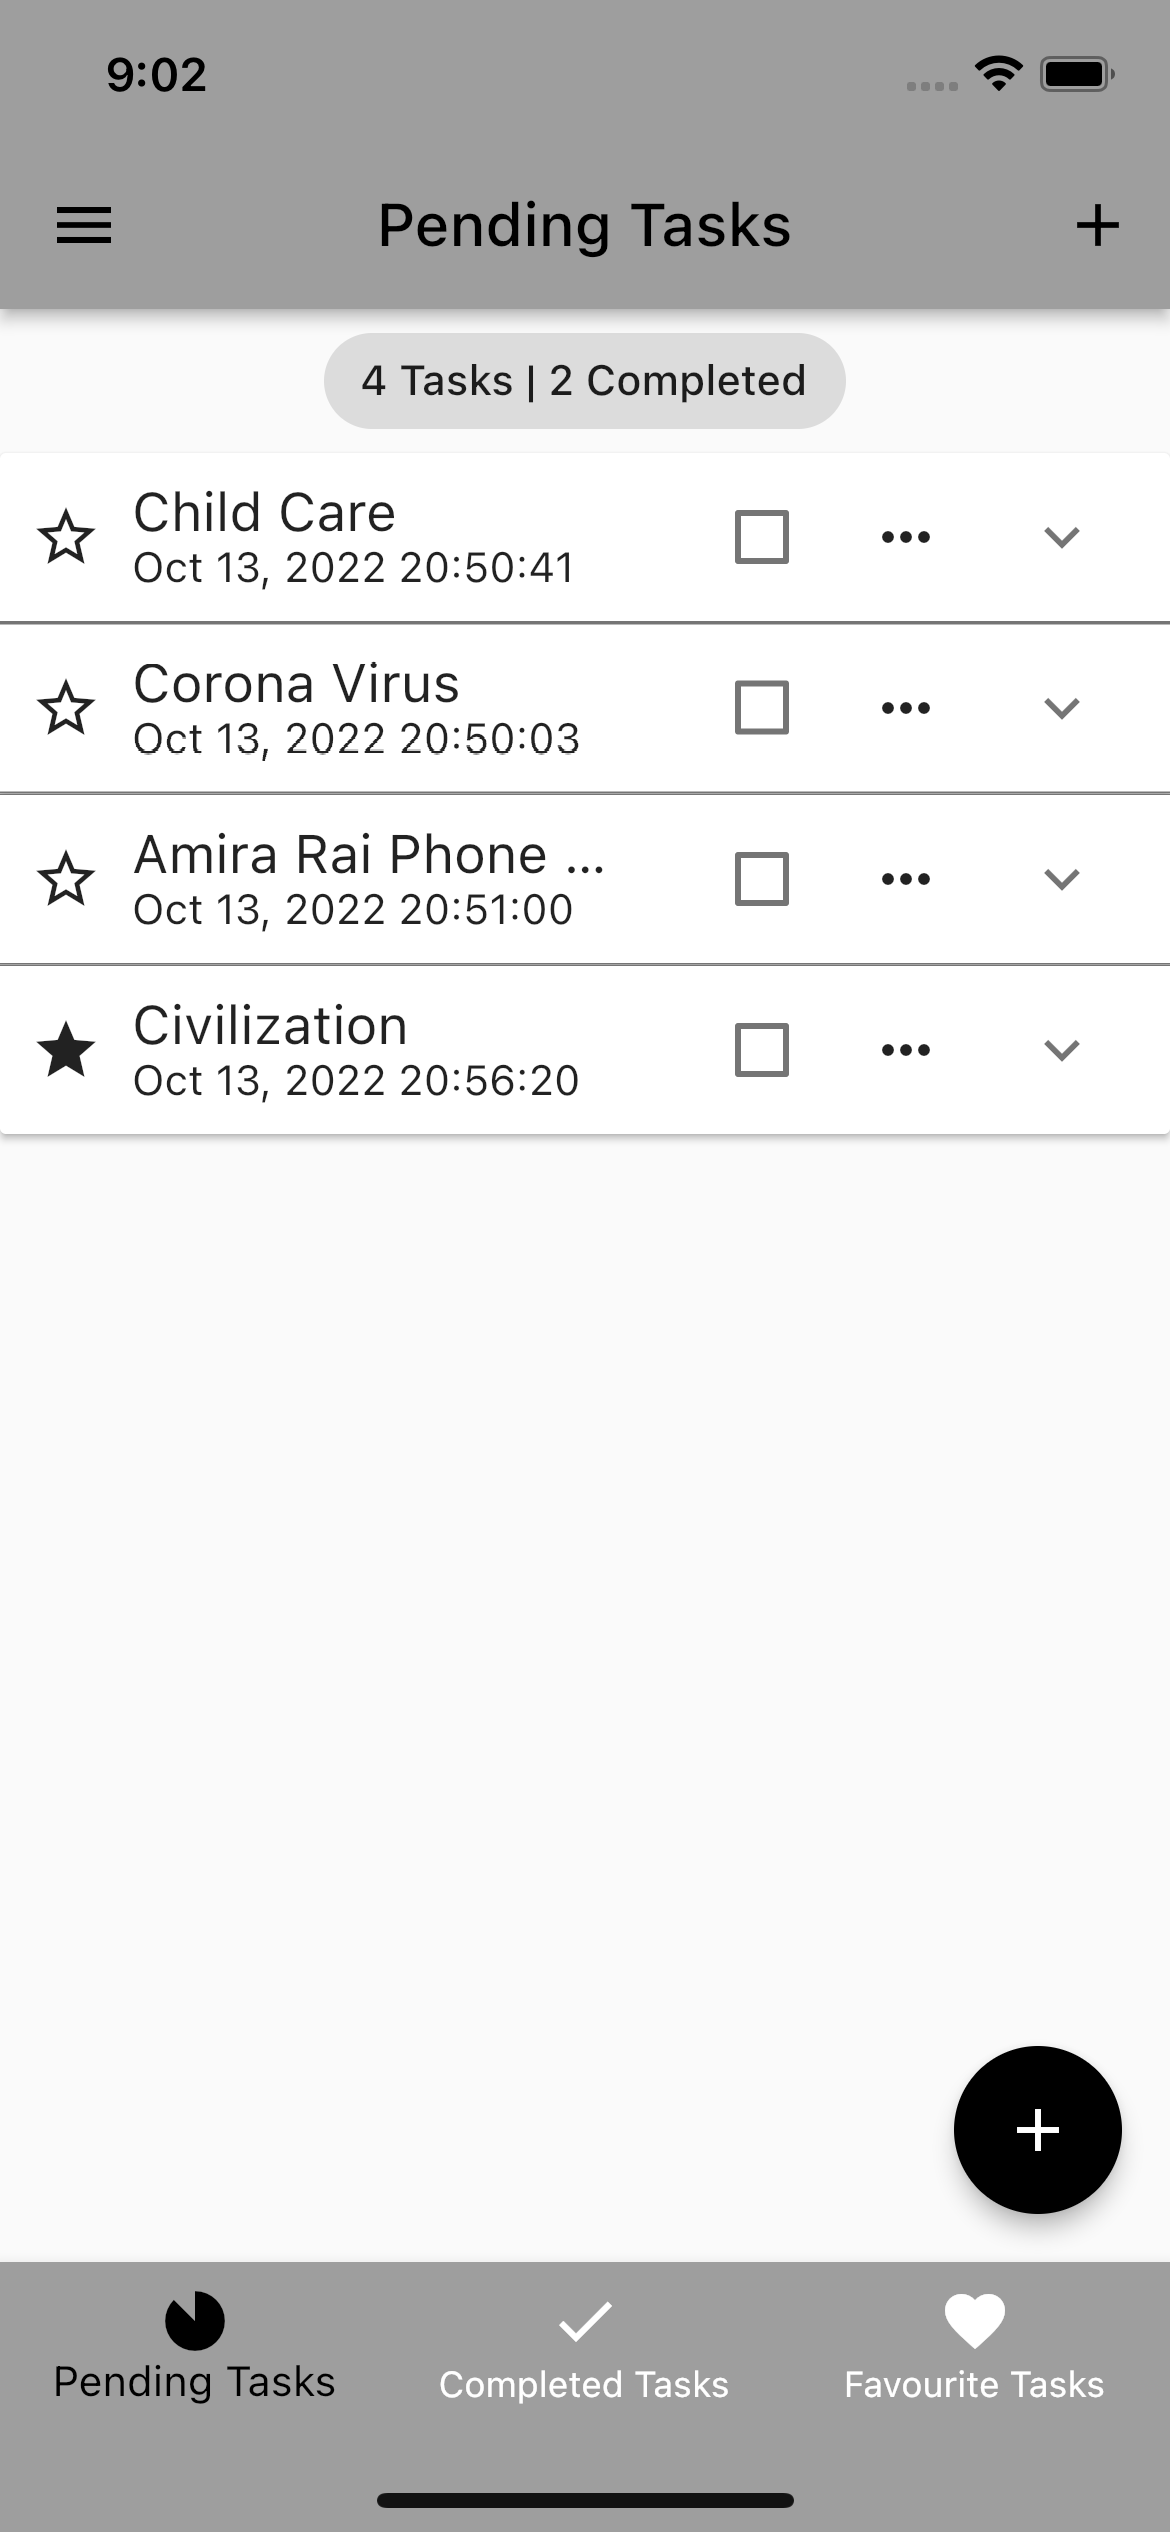 9:02
Pending Tasks
4 Tasks | 2 Completed
Child Care
Oct 13, 2022 20:50:41
Corona Virus
Oct 13, 2022 20:50:03
Amira Rai Phone ...
Oct 13, 2022 20:51:00
Civilization
Oct 13, 2022 20:56:20
Pending Tasks
Completed Tasks
Favourite Tasks